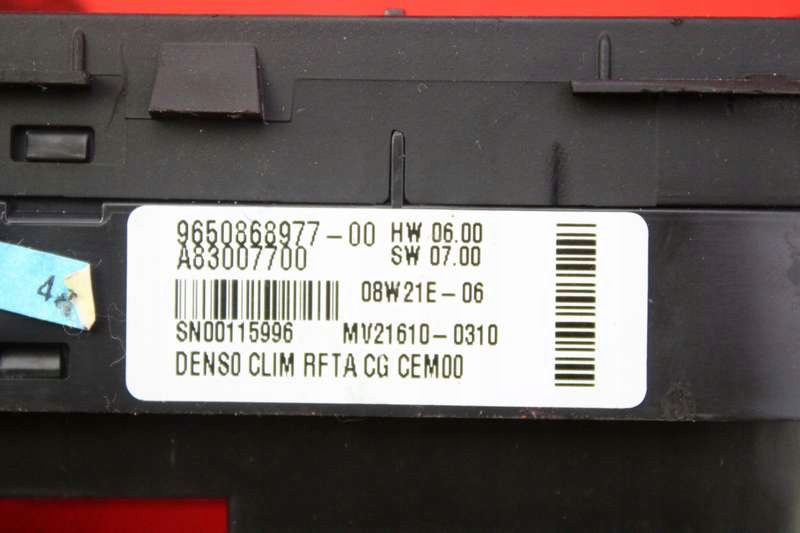 9650868977-00 HW 06.00
A83007700 SW 07.00
08W21E-06
SN00115996 MV21610-0310
DENSO CLIM RFTA CG CEM00
4